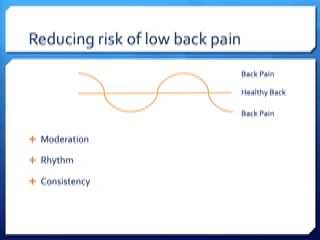 Reducing risk of low back pain
Back Pain
Healthy Back
Back Pain
Moderation
Rhythm
Consistency